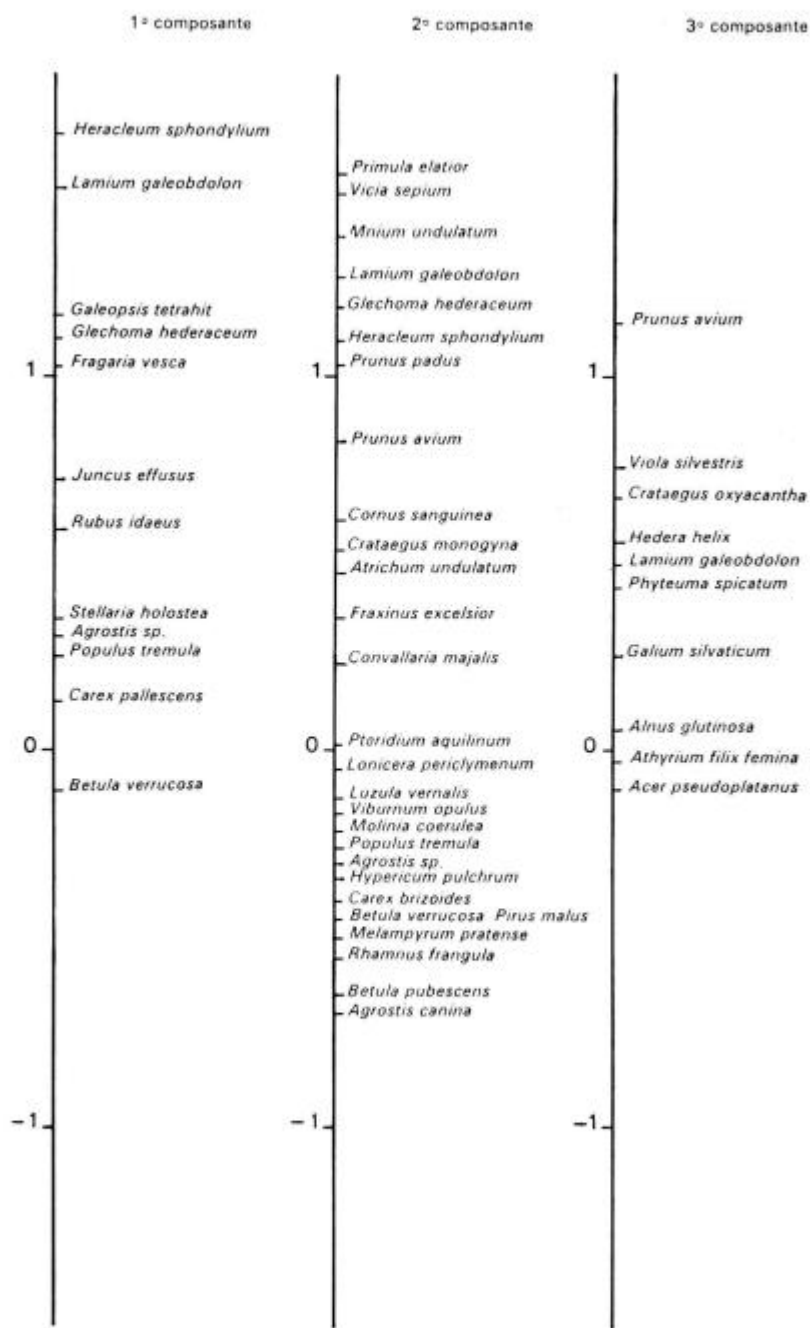 1º composante
Heracleum sphondylium
Lamium galeobdolon
Galeopsis tetrahit
Glechoma hederaceum
Fragaria vesca
1
Juncus effusus
Rubus idaeus
Stellaria holostea
Agrostis sp.
Populus tremula
Carex pallescens
0
Betula verrucosa
-1
2º composante
Primula elatior
Vicia sepium
Mnium undulatum
Lamium galeobdolon
Glechoma hederaceum
Heracleum sphondylium
Prunus padus
1
Prunus avium
Cornus sanguinea
Crataegus monogyna
Atrichum undulatum
Fraxinus excelsior
Convallaria majalis
Pteridium aquilinum
0
Lonicera periclymenum
Luzula vernalis
Viburnum opulus
Molinia coerulea
Populus tremula
Agrostis sp.
Hypericum pulchrum
Carex brizoides
Betula verrucosa Pirus malus
Melampyrum pratense
Rhamnus frangula
Betula pubescens
Agrostis canina
-1
3º composante
Prunus avium
1
Viola silvestris
Crataegus oxyacantha
Hedera helix
Lamium galeobdolon
Phyteuma spicatum
Galium silvaticum
Alnus glutinosa
0
Athyrium filix femina
Acer pseudoplatanus
-1